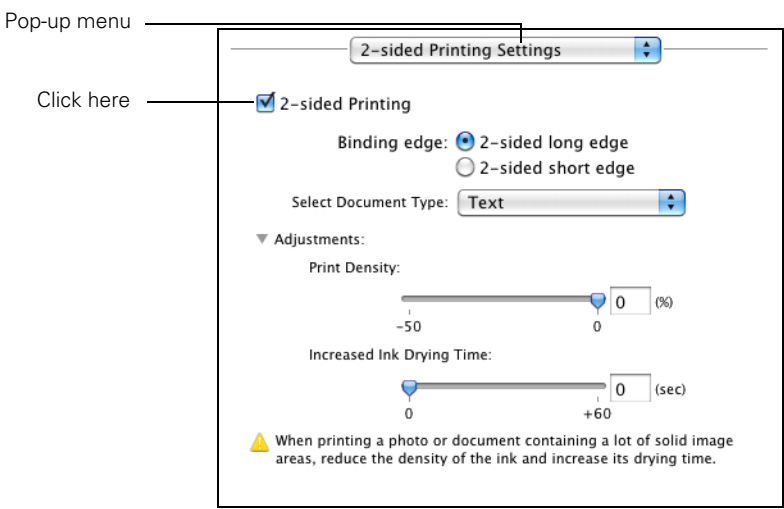 Pop-up menu
2-sided Printing Settings
Click here
2-sided Printing
Binding edge: 2-sided long edge
2-sided short edge
Select Document Type: Text
Adjustments:
Print Density:
0 (%)
-50 0
Increased Ink Drying Time:
0 (sec)
0 +60
When printing a photo or document containing a lot of solid image
areas, reduce the density of the ink and increase its drying time.